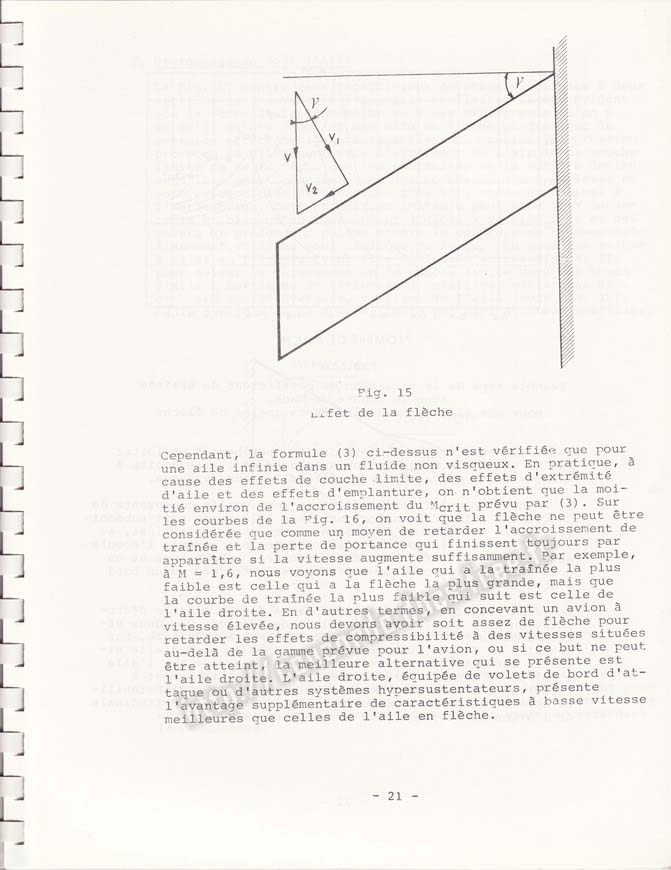 γ
γ
V
V1
V2
Fig. 15
Effet de la flèche
Cependant, la formule (3) ci-dessus n'est vérifiée que pour
une aile infinie dans un fluide non visqueux. En pratique, à
cause des effets de couche limite, des effets d'extrémité
d'aile et des effets d'emplanture, on n'obtient que la moi-
tié environ de l'accroissement du Mcrit prévu par (3). Sur
les courbes de la Fig. 16, on voit que la flèche ne peut être
considérée que comme un moyen de retarder l'accroissement de
traînée et la perte de portance qui finissent toujours par
apparaître si la vitesse augmente suffisamment. Par exemple,
à M = 1,6, nous voyons que l'aile qui a la traînée la plus
faible est celle qui a la flèche la plus grande, mais que
la courbe de traînée la plus faible qui suit est celle de
l'aile droite. En d'autres termes, en concevant un avion à
vitesse élevée, nous devons avoir soit assez de flèche pour
retarder les effets de compressibilité à des vitesses situées
au-delà de la gamme prévue pour l'avion, ou si ce but ne peut
être atteint, la meilleure alternative qui se présente est
l'aile droite. L'aile droite, équipée de volets de bord d'at-
taque ou d'autres systèmes hypersustentateurs, présente
l'avantage supplémentaire de caractéristiques à basse vitesse
meilleures que celles de l'aile en flèche.
- 21 -